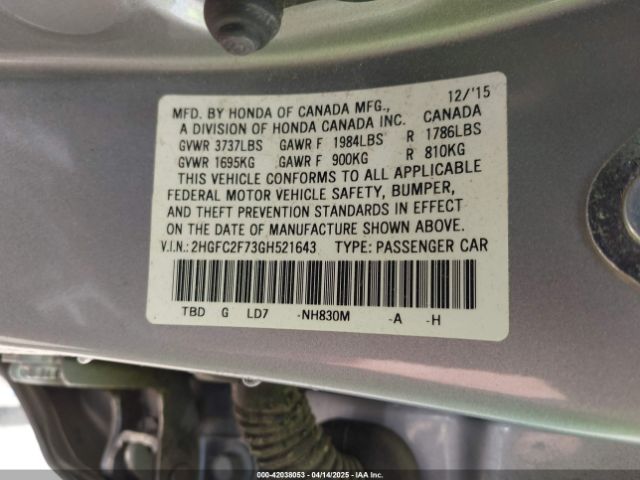 12/'15
MFD. BY HONDA OF CANADA MFG., CANADA
A DIVISION OF HONDA CANADA INC.
GVWR 3737LBS GAWR F 1984LBS R 1786LBS
GVWR 1695KG GAWR F 900KG R 810KG
THIS VEHICLE CONFORMS TO ALL APPLICABLE
FEDERAL MOTOR VEHICLE SAFETY, BUMPER,
AND THEFT PREVENTION STANDARDS IN EFFECT
ON THE DATE OF MANUFACTURE SHOWN ABOVE.
V.I.N.: 2HGFC2F73GH521643 TYPE: PASSENGER CAR
TBD G LD7 -NH830M -A -H
000-42038053 - 04/14/2025 - IAA Inc.